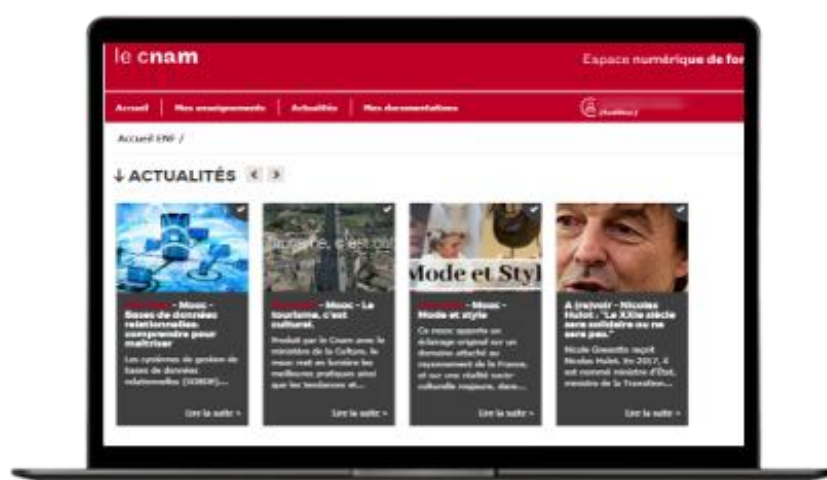 le cnam
Espace numérique de for
Accueil
Mes enseignements
Actualités
Mes documentations
(Auditeur)
Accueil ENF /
↓ ACTUALITÉS
- Mooc -
Bases de données
relationnelles:
comprendre pour
maîtriser
Les systèmes de gestion de
bases de données
relationnelles (SGBDR)...
Lire la suite >
- Mooc - Le
tourisme, c'est
culturel.
Produit par le Cnam avec le
ministère de la Culture, le
mooc met en lumière les
meilleures pratiques ainsi
que les tendances et...
Lire la suite >
Mode et Styl
- Mooc -
Mode et style
Ce mooc apporte un
éclairage original sur un
domaine attaché au
rayonnement de la France,
et sur une réalité socio-
culturelle majeure, dans...
Lire la suite >
A (re)voir - Nicolas
Hulot : "Le XXIe siècle
sera solidaire ou ne
sera pas."
reçoit
Nicolas Hulot. En 2017, il
est nommé ministre d'État,
ministre de la Transition...
Lire la suite >